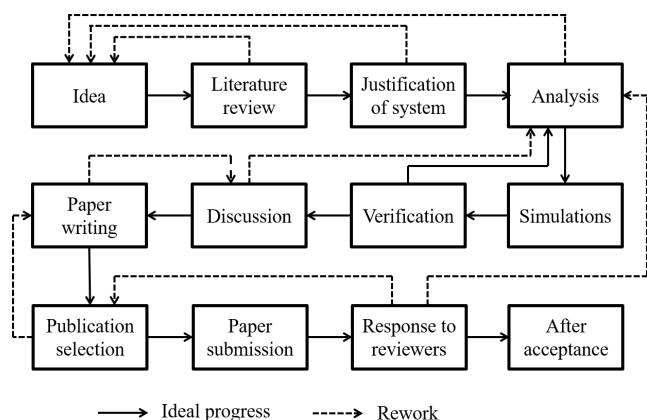 Idea
Literature
review
Justification
of system
Analysis
Paper
writing
Discussion
Verification
Simulations
Publication
selection
Paper
submission
Response to
reviewers
After
acceptance
Ideal progress
Rework